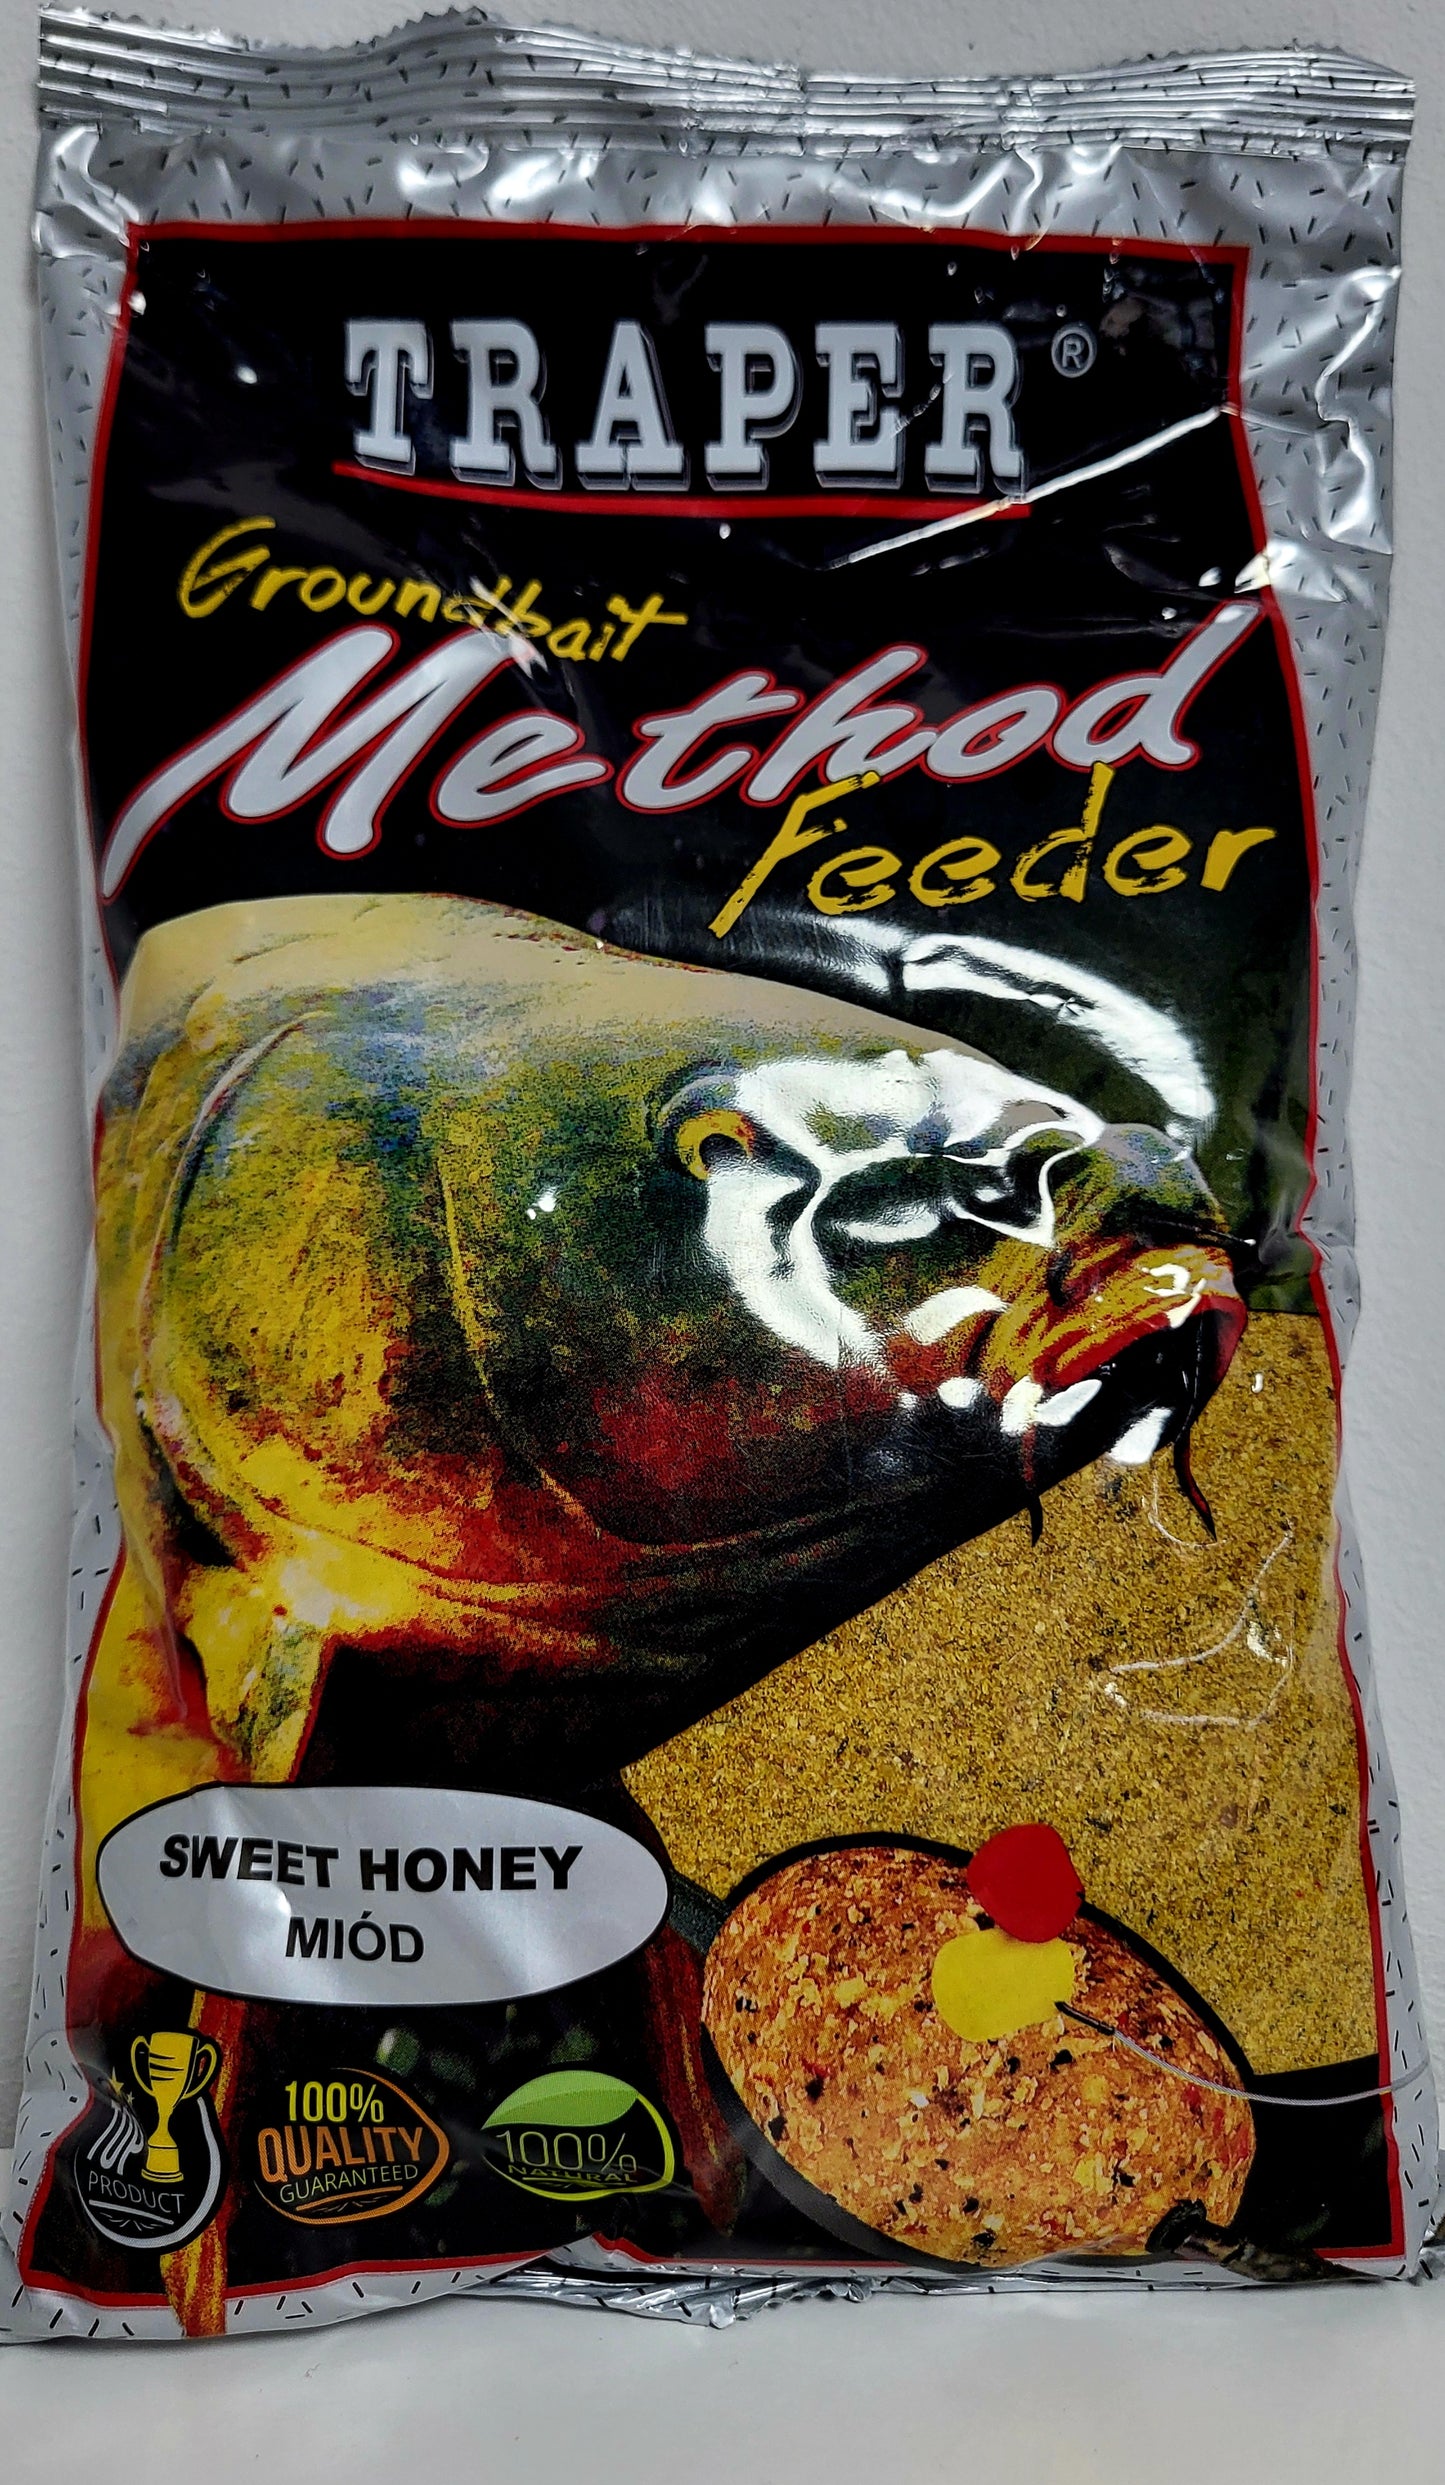 TRAPER®
Groundbait
Method
Feeder
SWEET HONEY
MIÓD
TOP
PRODUCT
100%
QUALITY
GUARANTEED
100%
NATURAL